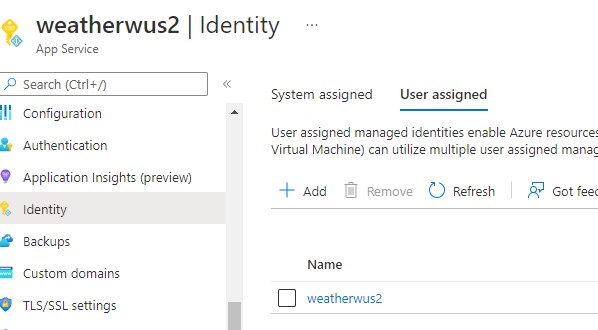 weatherwus2 | Identity ...
App Service
Search (Ctrl+/)
«
Configuration
Authentication
Application Insights (preview)
Identity
Backups
Custom domains
TLS/SSL settings
System assigned User assigned
User assigned managed identities enable Azure resources
Virtual Machine) can utilize multiple user assigned manag
Add Remove Refresh Got feed
Name
weatherwus2